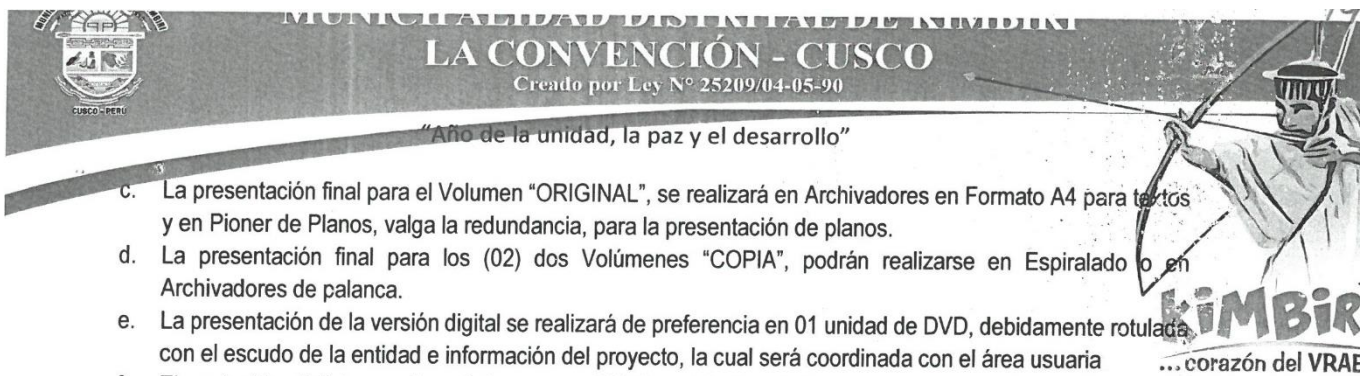 MUNICIPALIDAD DISTRITAL DE KIMBIRI
LA CONVENCIÓN - CUSCO
Creado por Ley Nº 25209/04-05-90
CUSCO - PERÚ
"Año de la unidad, la paz y el desarrollo"
c. La presentación final para el Volumen "ORIGINAL", se realizará en Archivadores en Formato A4 para textos
y en Pioner de Planos, valga la redundancia, para la presentación de planos.
d. La presentación final para los (02) dos Volúmenes "COPIA", podrán realizarse en Espiralado o en
Archivadores de palanca.
e. La presentación de la versión digital se realizará de preferencia en 01 unidad de DVD, debidamente rotulada
con el escudo de la entidad e información del proyecto, la cual será coordinada con el área usuaria
KiMBiRi
...corazón del VRAE